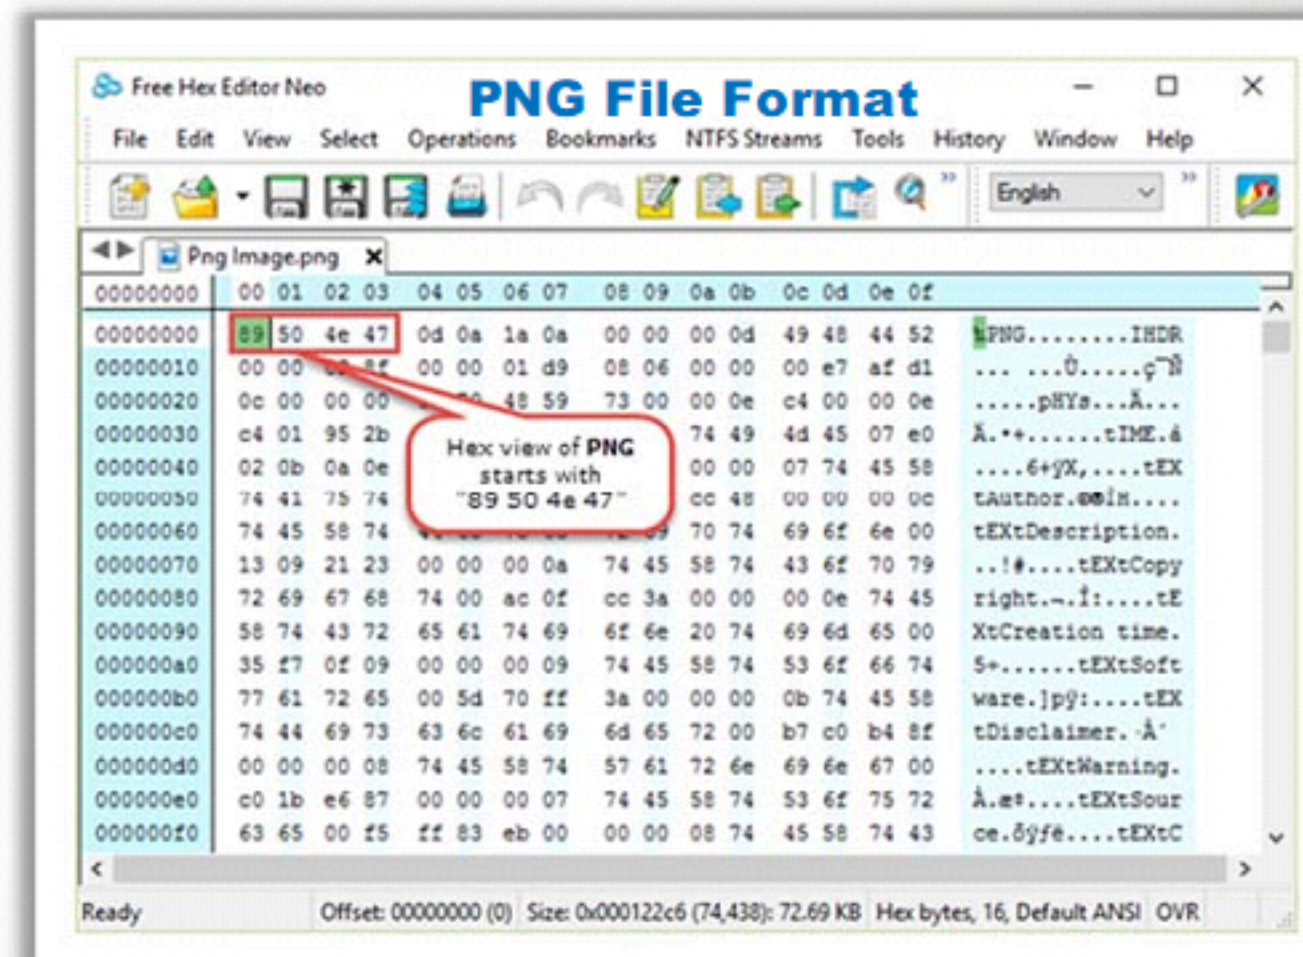 Free Hex Editor Neo
PNG File Format
File Edit View Select Operations Bookmarks NTFS Streams Tools History Window Help
English
Png Image.png
00000000 00 01 02 03 04 05 06 07 08 09 0a 0b 0c 0d 0e 0f
00000000 89 50 4e 47 0d 0a 1a 0a 00 00 00 0d 49 48 44 52 ‰PNG........IHDR
00000010 00 00 8f 00 00 01 d9 08 06 00 00 00 e7 af d1 ... ...Ù.....ç¯Ñ
00000020 0c 00 00 00 48 59 73 00 00 0e c4 00 00 0e .....pHYs...Ä...
00000030 c4 01 95 2b 74 49 4d 45 07 e0 Ä.•+......tIME.à
00000040 02 0b 0a 0e 00 00 07 74 45 58 ....6+ÿX,....tEX
00000050 74 41 75 74 cc 48 00 00 00 0c tAuthor.©®ÌH....
00000060 74 45 58 74 70 74 69 6f 6e 00 tEXtDescription.
00000070 13 09 21 23 00 00 00 0a 74 45 58 74 43 6f 70 79 ..!#....tEXtCopy
00000080 72 69 67 68 74 00 ac 0f cc 3a 00 00 00 0e 74 45 right.¬.Ì:....tE
00000090 58 74 43 72 65 61 74 69 6f 6e 20 74 69 6d 65 00 XtCreation time.
000000a0 35 f7 0f 09 00 00 00 09 74 45 58 74 53 6f 66 74 5÷......tEXtSoft
000000b0 77 61 72 65 00 5d 70 ff 3a 00 00 00 0b 74 45 58 ware.]pÿ:....tEX
000000c0 74 44 69 73 63 6c 61 69 6d 65 72 00 b7 c0 b4 8f tDisclaimer.·À´
000000d0 00 00 00 08 74 45 58 74 57 61 72 6e 69 6e 67 00 ....tEXtWarning.
000000e0 c0 1b e6 87 00 00 00 07 74 45 58 74 53 6f 75 72 À.æ‡....tEXtSour
000000f0 63 65 00 f5 ff 83 eb 00 00 00 08 74 45 58 74 43 ce.õÿƒë....tEXtC
Hex view of PNG
starts with
"89 50 4e 47"
Ready Offset: 00000000 (0) Size: 0x000122c6 (74,438): 72.69 KB Hex bytes, 16, Default ANSI OVR